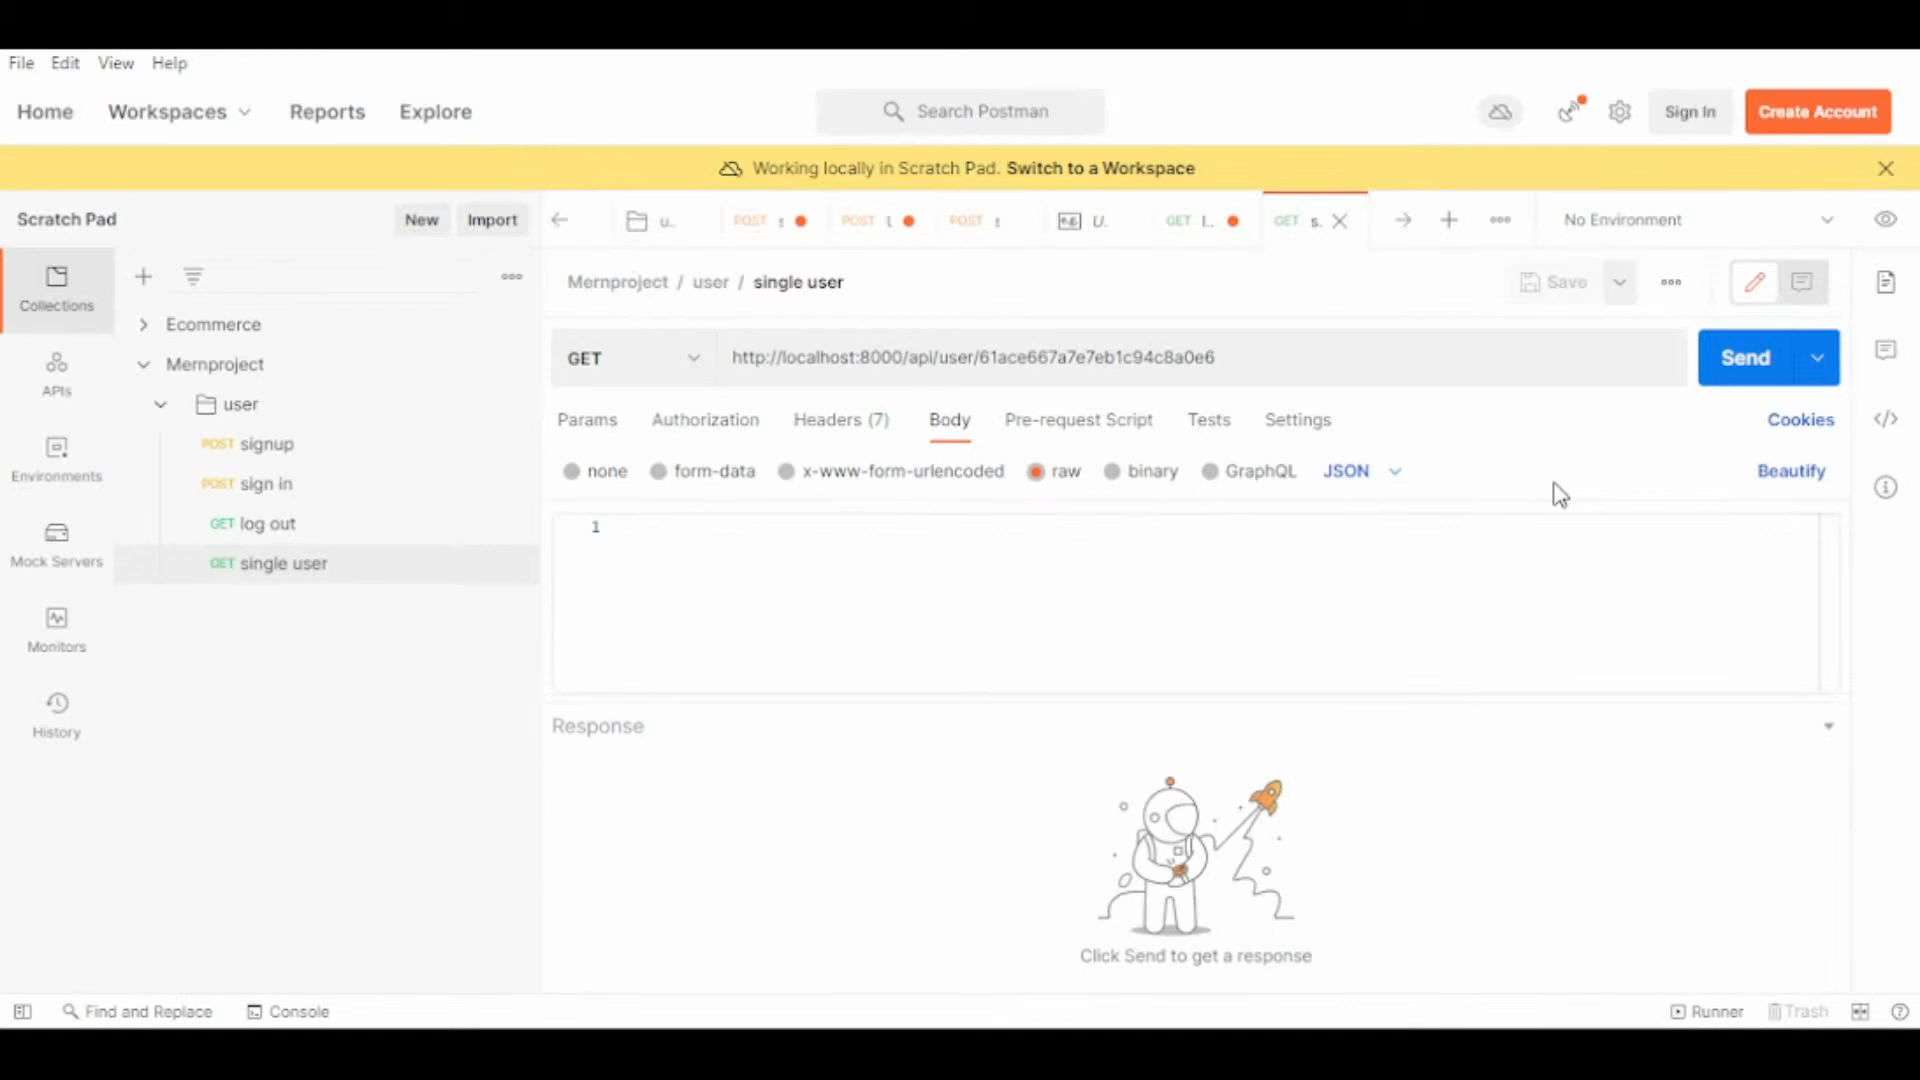 File Edit View Help
Home Workspaces Reports Explore Search Postman Sign In Create Account
Working locally in Scratch Pad. Switch to a Workspace
Scratch Pad New Import u.. POST s POST l POST s U. GET l.. GET s. No Environment
Collections
Ecommerce
Mernproject
user
POST signup
POST sign in
GET log out
GET single user
APIs
Environments
Mock Servers
Monitors
History
Mernproject / user / single user Save
GET http://localhost:8000/api/user/61ace667a7e7eb1c94c8a0e6 Send
Params Authorization Headers (7) Body Pre-request Script Tests Settings Cookies
none form-data x-www-form-urlencoded raw binary GraphQL JSON Beautify
1
Response
Click Send to get a response
Find and Replace Console Runner Trash